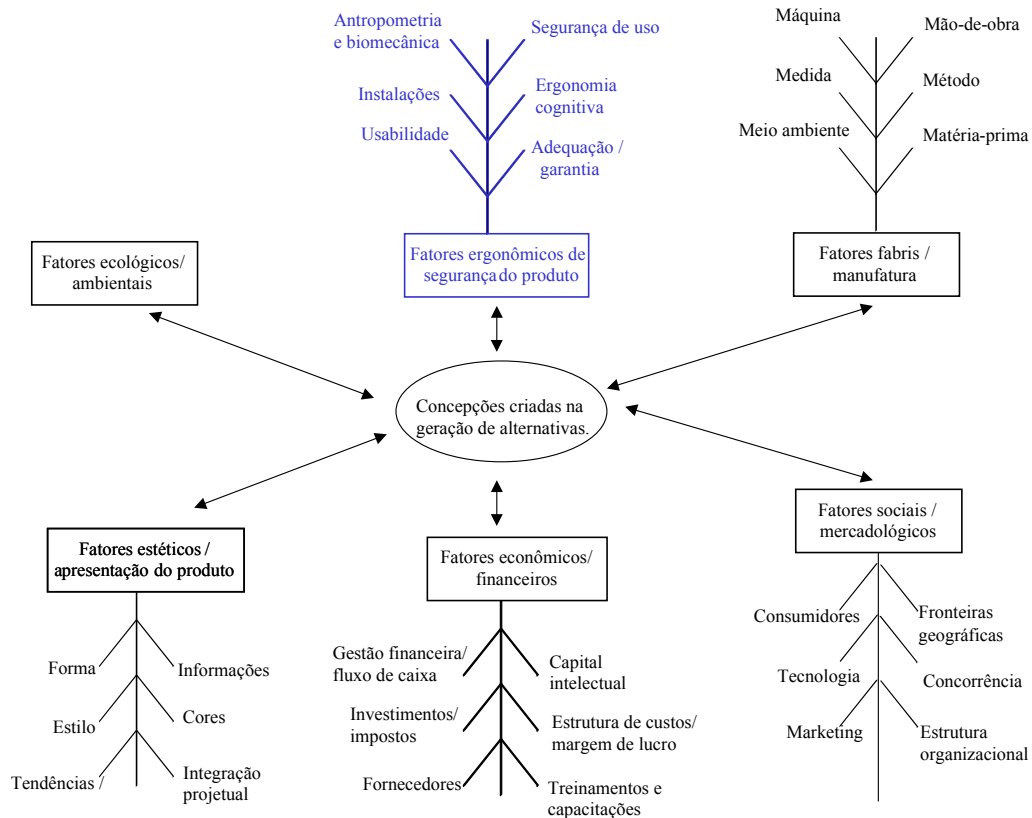 Antropometria
e biomecânica
Segurança de uso
Instalações
Ergonomia
cognitiva
Usabilidade
Adequação /
garantia
Fatores ergonômicos de
segurança do produto
Máquina
Mão-de-obra
Medida
Método
Meio ambiente
Matéria-prima
Fatores fabris /
manufatura
Fatores ecológicos/
ambientais
Concepções criadas na
geração de alternativas.
Fatores estéticos /
apresentação do produto
Forma
Informações
Estilo
Cores
Tendências /
Integração
projetual
Fatores econômicos/
financeiros
Gestão financeira/
fluxo de caixa
Capital
intelectual
Investimentos/
impostos
Estrutura de custos/
margem de lucro
Fornecedores
Treinamentos e
capacitações
Fatores sociais /
mercadológicos
Consumidores
Fronteiras
geográficas
Tecnologia
Concorrência
Marketing
Estrutura
organizacional